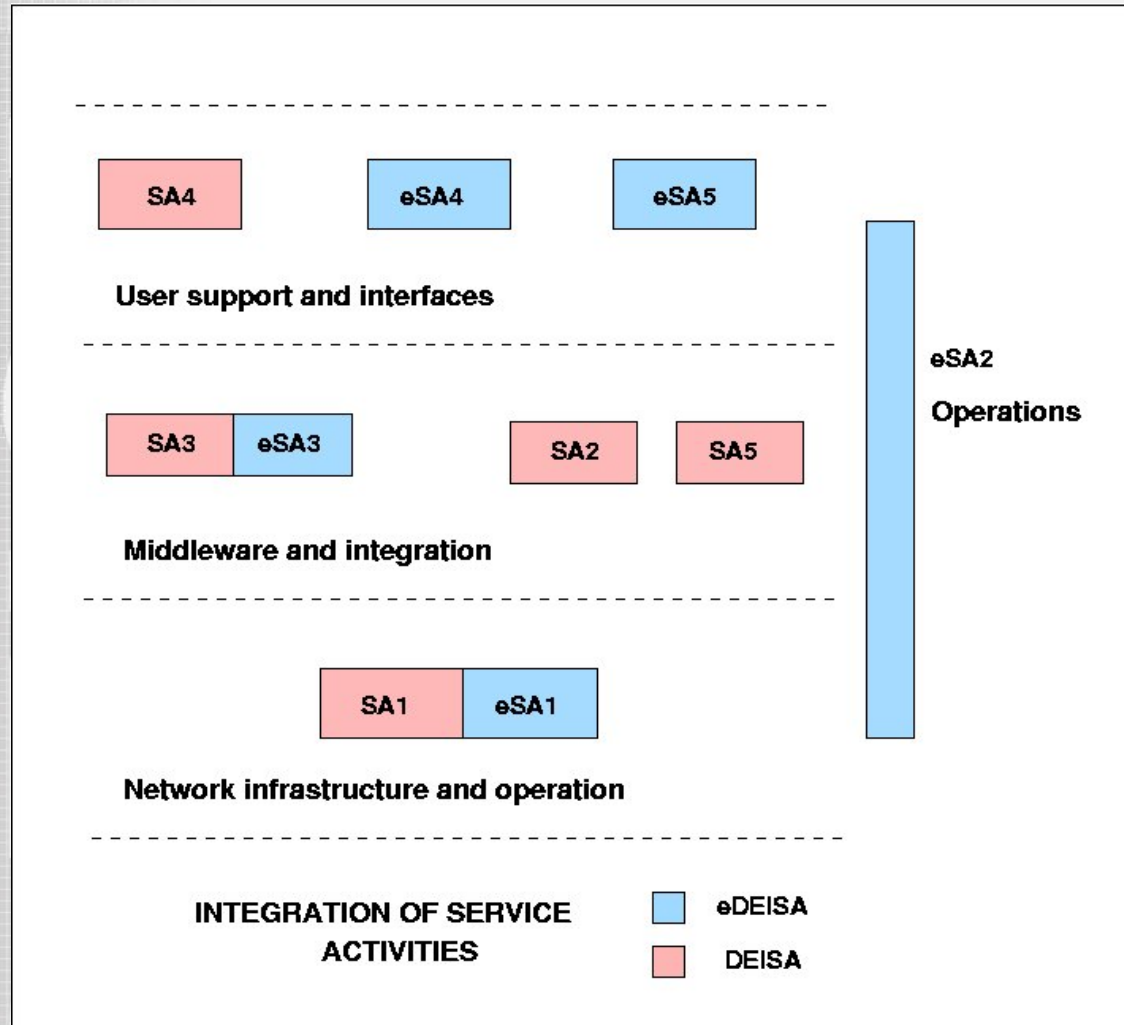 SA4
eSA4
eSA5
User support and interfaces
eSA2
Operations
SA3
eSA3
SA2
SA5
Middleware and integration
SA1
eSA1
Network infrastructure and operation
INTEGRATION OF SERVICE
ACTIVITIES
eDEISA
DEISA